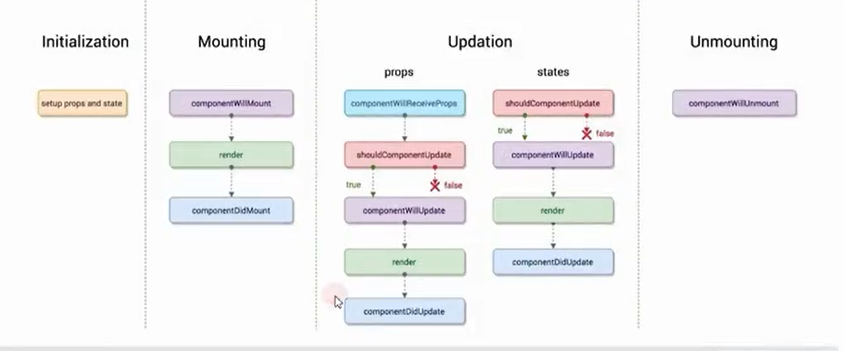 Initialization
Mounting
Updation
Unmounting
props
states
setup props and state
componentWillMount
render
componentDidMount
componentWillReceiveProps
shouldComponentUpdate
true
false
componentWillUpdate
render
componentDidUpdate
shouldComponentUpdate
true
false
componentWillUpdate
render
componentDidUpdate
componentWillUnmount